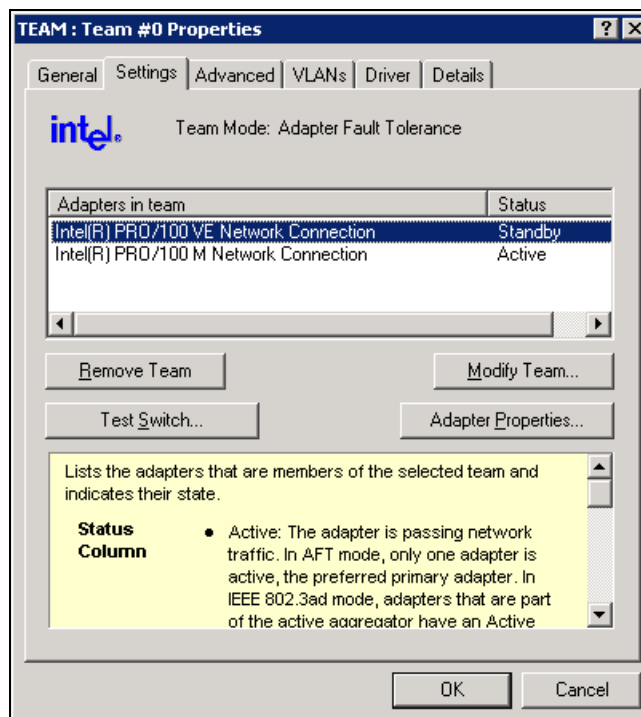 TEAM : Team #0 Properties
General Settings Advanced VLANs Driver Details
intel®
Team Mode: Adapter Fault Tolerance
Adapters in team Status
Intel(R) PRO/100 VE Network Connection Standby
Intel(R) PRO/100 M Network Connection Active
Remove Team Modify Team...
Test Switch... Adapter Properties...
Lists the adapters that are members of the selected team and
indicates their state.
Status
Column
• Active: The adapter is passing network
traffic. In AFT mode, only one adapter is
active, the preferred primary adapter. In
IEEE 802.3ad mode, adapters that are part
of the active aggregator have an Active
OK Cancel